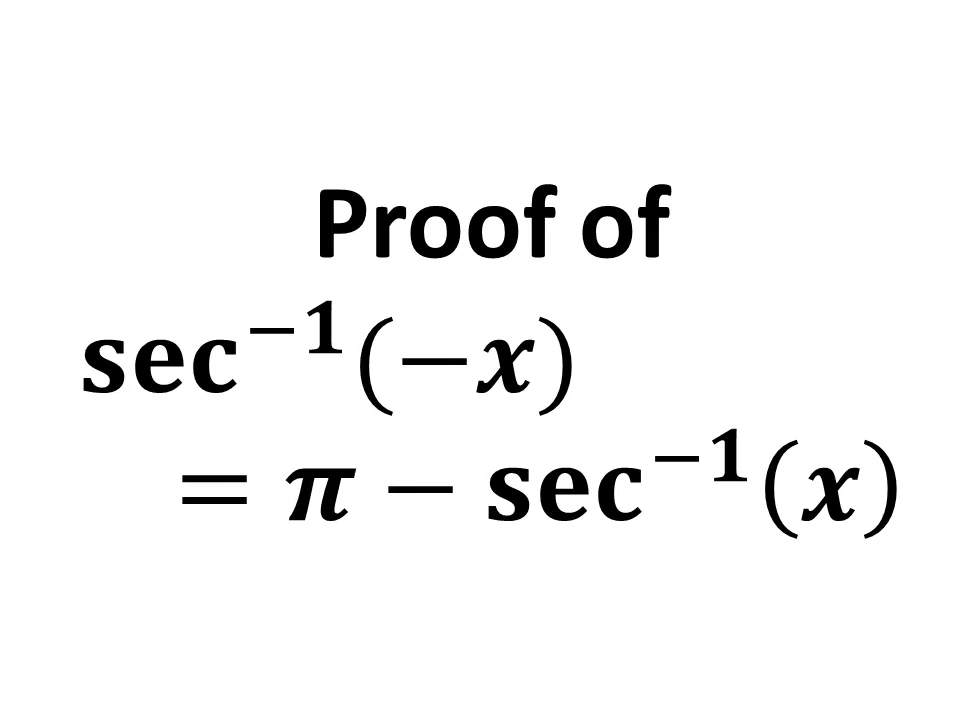 Proof of
sec⁻¹(−x)
= π − sec⁻¹(x)